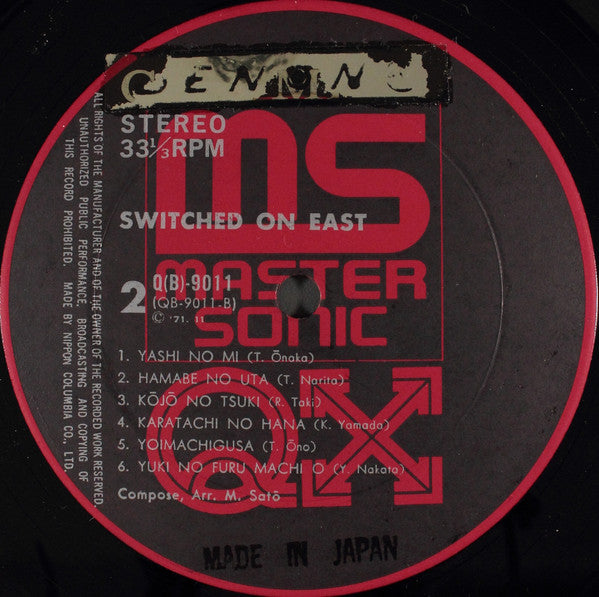 STEREO
33 1/3 RPM
MS
MASTER
SONIC
SWITCHED ON EAST
2
Q(B)-9011
(QB-9011-B)
© '71. 11
1. YASHI NO MI (T. Ōnaka)
2. HAMABE NO UTA (T. Narita)
3. KŌJŌ NO TSUKI (R. Taki)
4. KARATACHI NO HANA (K. Yamada)
5. YOIMACHIGUSA (T. Ōno)
6. YUKI NO FURU MACHI O (Y. Nakata)
Compose, Arr. M. Satō
QX
MADE IN JAPAN
ALL RIGHTS OF THE MANUFACTURER AND OF THE OWNER OF THE RECORDED WORK RESERVED.
UNAUTHORIZED PUBLIC PERFORMANCE, BROADCASTING AND COPYING OF
THIS RECORD PROHIBITED. MADE BY NIPPON COLUMBIA CO., LTD.